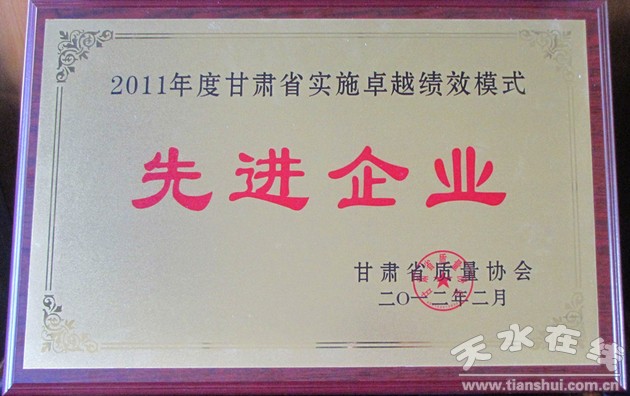 2011年度甘肃省实施卓越绩效模式
先进企业
甘肃省质量协会
二〇一二年二月
天水在线
www.tianshui.com.cn